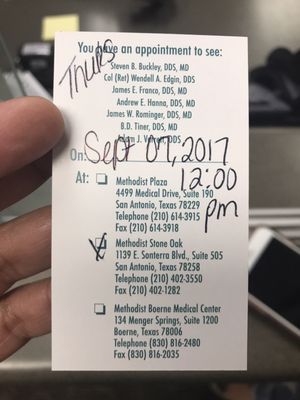 You have an appointment to see:
Thurs
Steven B. Buckley, DDS, MD
Col (Ret) Wendell A. Edgin, DDS
James E. Franco, DDS, MD
Andrew E. Hanna, DDS, MD
James W. Rominger, DDS, MD
B.D. Tiner, DDS, MD
Adam J. DDS, MD
On: Sept 07, 2017
At: 12:00
pm
Methodist Plaza
4499 Medical Drive, Suite 190
San Antonio, Texas 78229
Telephone (210) 614-3915
Fax (210) 614-3918
Methodist Stone Oak
1139 E. Sonterra Blvd., Suite 505
San Antonio, Texas 78258
Telephone (210) 402-3550
Fax (210) 402-1282
Methodist Boerne Medical Center
134 Menger Springs, Suite 1200
Boerne, Texas 78006
Telephone (830) 816-2480
Fax (830) 816-2035